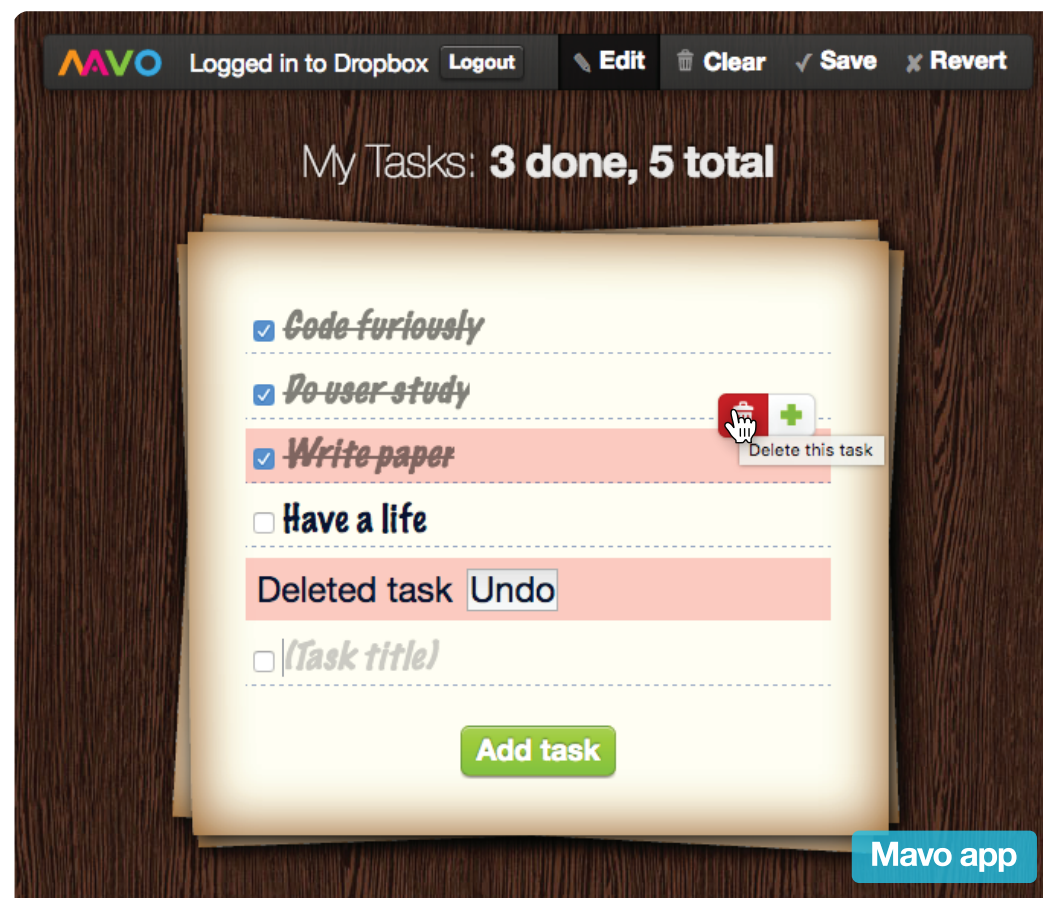 MAVO Logged in to Dropbox Logout Edit Clear Save Revert
My Tasks: 3 done, 5 total
Code furiously
Do user study
Write paper
Delete this task
Have a life
Deleted task Undo
(Task title)
Add task
Mavo app